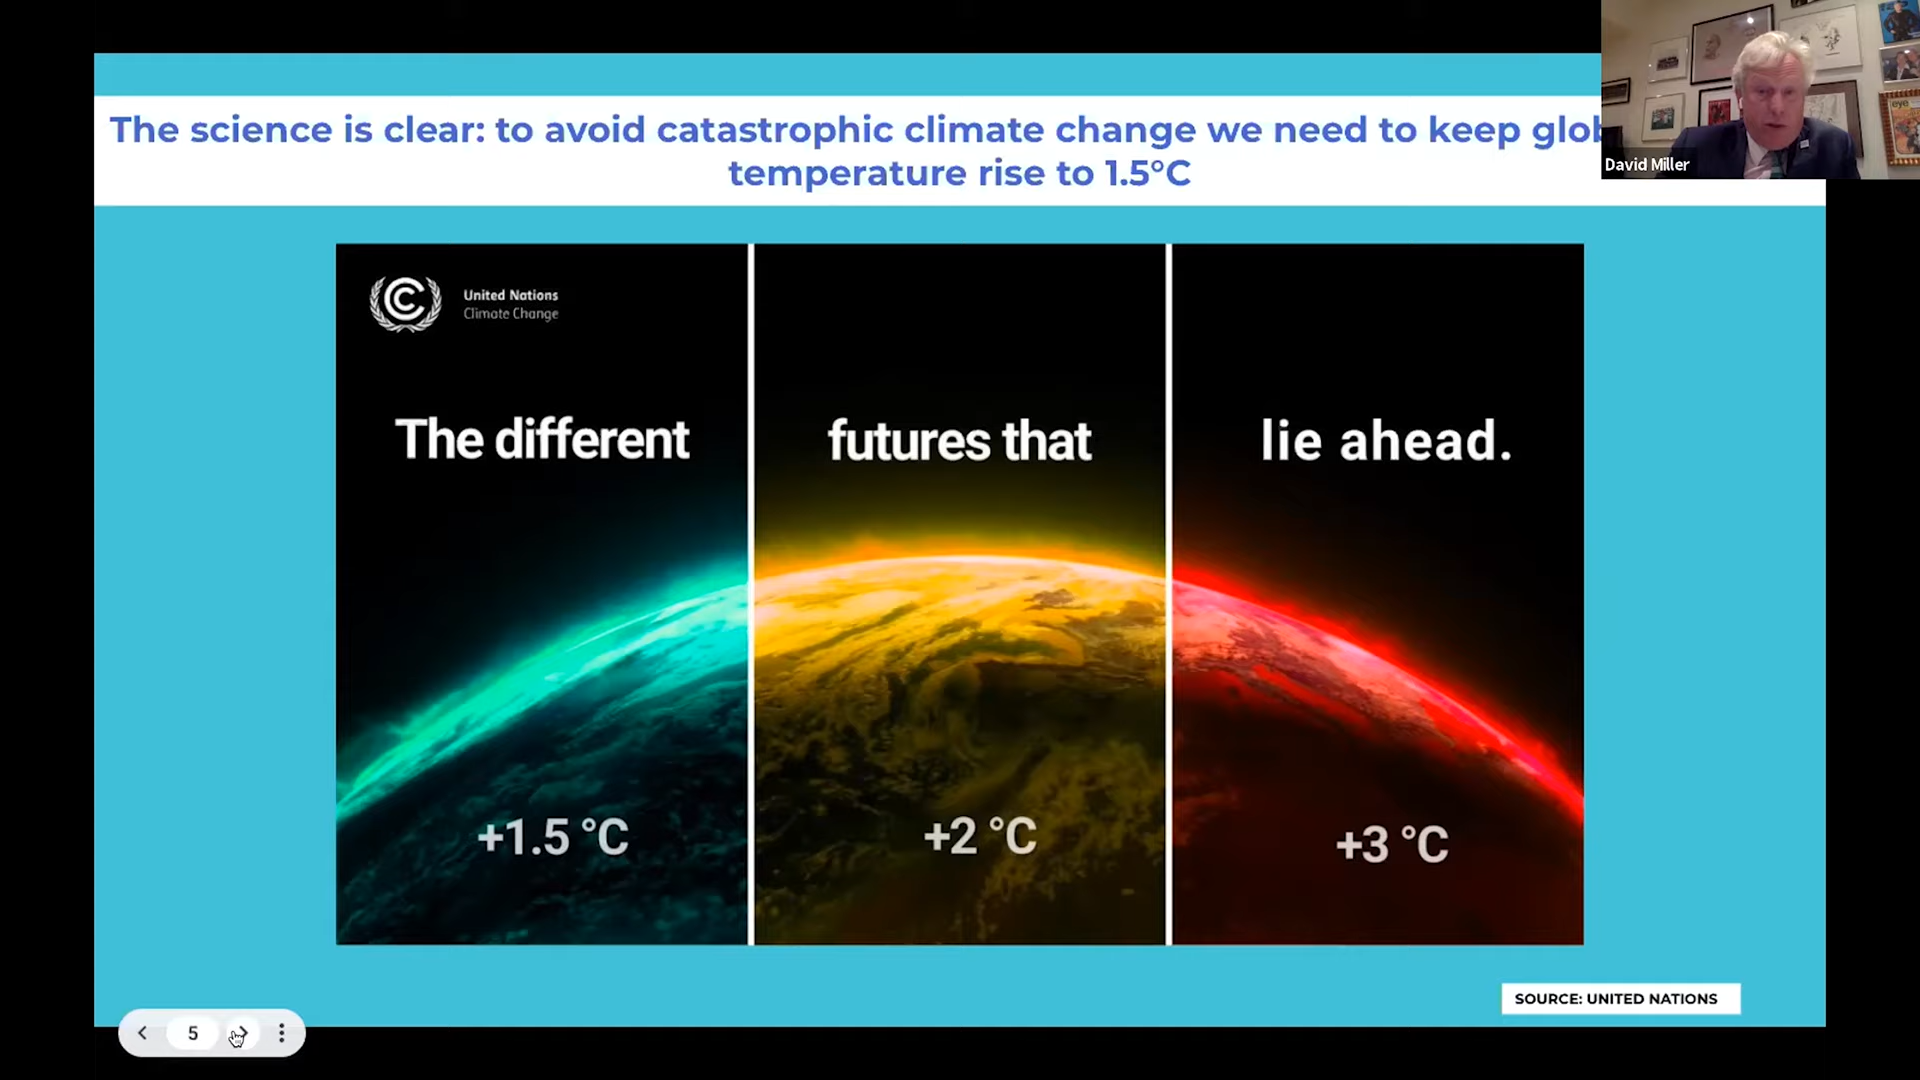 The science is clear: to avoid catastrophic climate change we need to keep glob
temperature rise to 1.5°C
David Miller
eye
United Nations
Climate Change
The different
futures that
lie ahead.
+1.5 °C
+2 °C
+3 °C
SOURCE: UNITED NATIONS
5